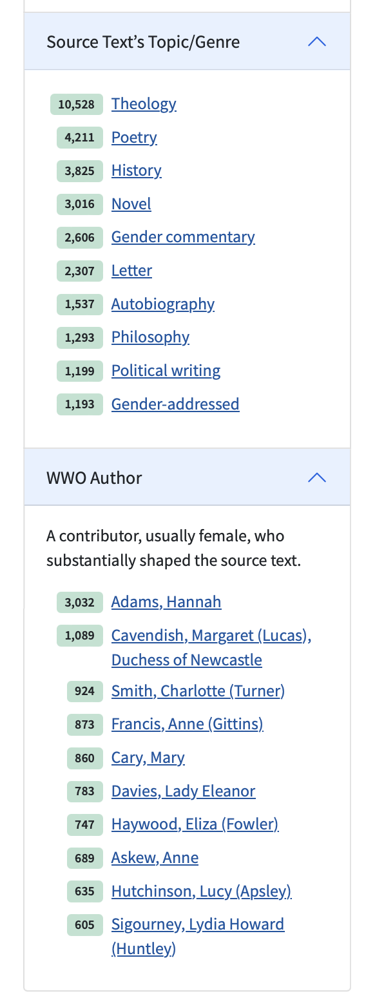 Source Text’s Topic/Genre
10,528 Theology
4,211 Poetry
3,825 History
3,016 Novel
2,606 Gender commentary
2,307 Letter
1,537 Autobiography
1,293 Philosophy
1,199 Political writing
1,193 Gender-addressed
WWO Author
A contributor, usually female, who
substantially shaped the source text.
3,032 Adams, Hannah
1,089 Cavendish, Margaret (Lucas),
Duchess of Newcastle
924 Smith, Charlotte (Turner)
873 Francis, Anne (Gittins)
860 Cary, Mary
783 Davies, Lady Eleanor
747 Haywood, Eliza (Fowler)
689 Askew, Anne
635 Hutchinson, Lucy (Apsley)
605 Sigourney, Lydia Howard
(Huntley)